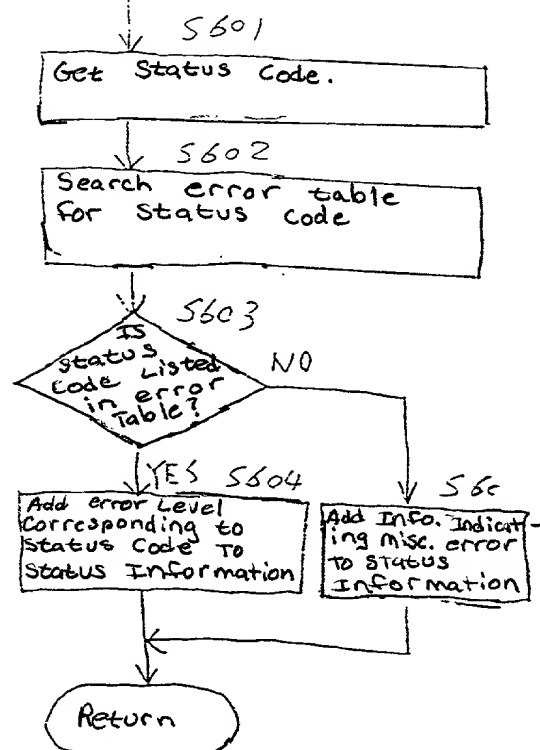 S601
Get Status Code.
S602
Search error table
for Status Code
S603
Is
Status
Code Listed
in error
Table?
NO
YES S604
Add error Level
Corresponding to
Status Code To
Status Information
Add Info. Indicat-
ing misc. error
To Status
Information
Return